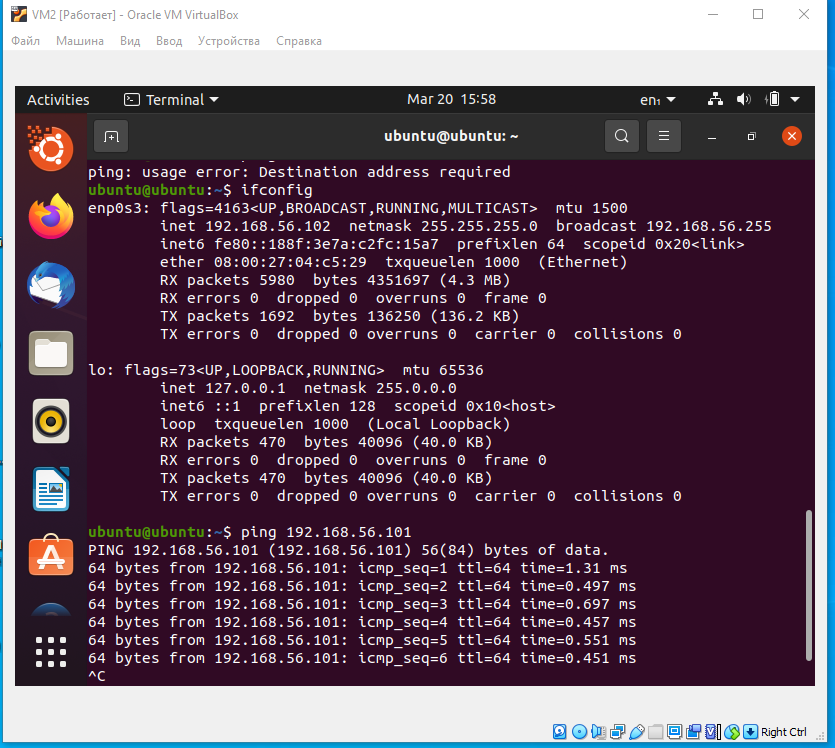 VM2 [Работает] - Oracle VM VirtualBox
Файл Машина Вид Ввод Устройства Справка
Activities Terminal Mar 20 15:58 en₁
ubuntu@ubuntu: ~
ping: usage error: Destination address required
ubuntu@ubuntu:~$ ifconfig
enp0s3: flags=4163<UP,BROADCAST,RUNNING,MULTICAST>  mtu 1500
        inet 192.168.56.102  netmask 255.255.255.0  broadcast 192.168.56.255
        inet6 fe80::188f:3e7a:c2fc:15a7  prefixlen 64  scopeid 0x20<link>
        ether 08:00:27:04:c5:29  txqueuelen 1000  (Ethernet)
        RX packets 5980  bytes 4351697 (4.3 MB)
        RX errors 0  dropped 0  overruns 0  frame 0
        TX packets 1692  bytes 136250 (136.2 KB)
        TX errors 0  dropped 0 overruns 0  carrier 0  collisions 0
lo: flags=73<UP,LOOPBACK,RUNNING>  mtu 65536
        inet 127.0.0.1  netmask 255.0.0.0
        inet6 ::1  prefixlen 128  scopeid 0x10<host>
        loop  txqueuelen 1000  (Local Loopback)
        RX packets 470  bytes 40096 (40.0 KB)
        RX errors 0  dropped 0  overruns 0  frame 0
        TX packets 470  bytes 40096 (40.0 KB)
        TX errors 0  dropped 0 overruns 0  carrier 0  collisions 0
ubuntu@ubuntu:~$ ping 192.168.56.101
PING 192.168.56.101 (192.168.56.101) 56(84) bytes of data.
64 bytes from 192.168.56.101: icmp_seq=1 ttl=64 time=1.31 ms
64 bytes from 192.168.56.101: icmp_seq=2 ttl=64 time=0.497 ms
64 bytes from 192.168.56.101: icmp_seq=3 ttl=64 time=0.697 ms
64 bytes from 192.168.56.101: icmp_seq=4 ttl=64 time=0.457 ms
64 bytes from 192.168.56.101: icmp_seq=5 ttl=64 time=0.551 ms
64 bytes from 192.168.56.101: icmp_seq=6 ttl=64 time=0.451 ms
^C
Right Ctrl